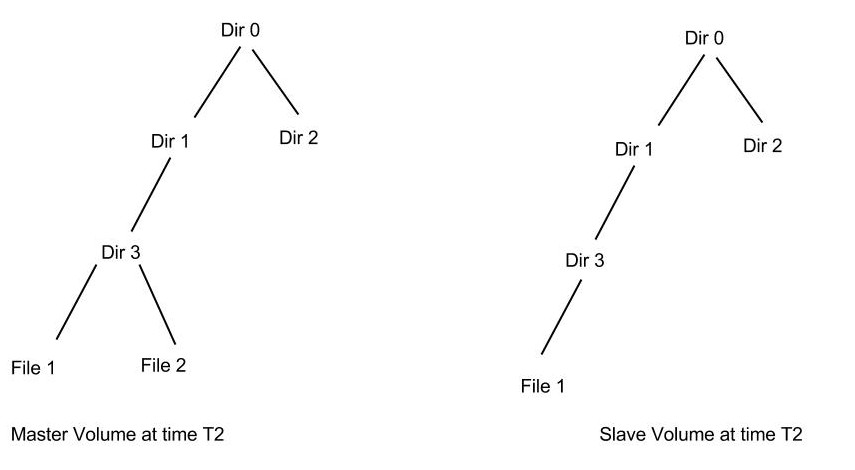 Dir 0
Dir 1
Dir 2
Dir 3
File 1
File 2
Master Volume at time T2
Dir 0
Dir 1
Dir 2
Dir 3
File 1
Slave Volume at time T2